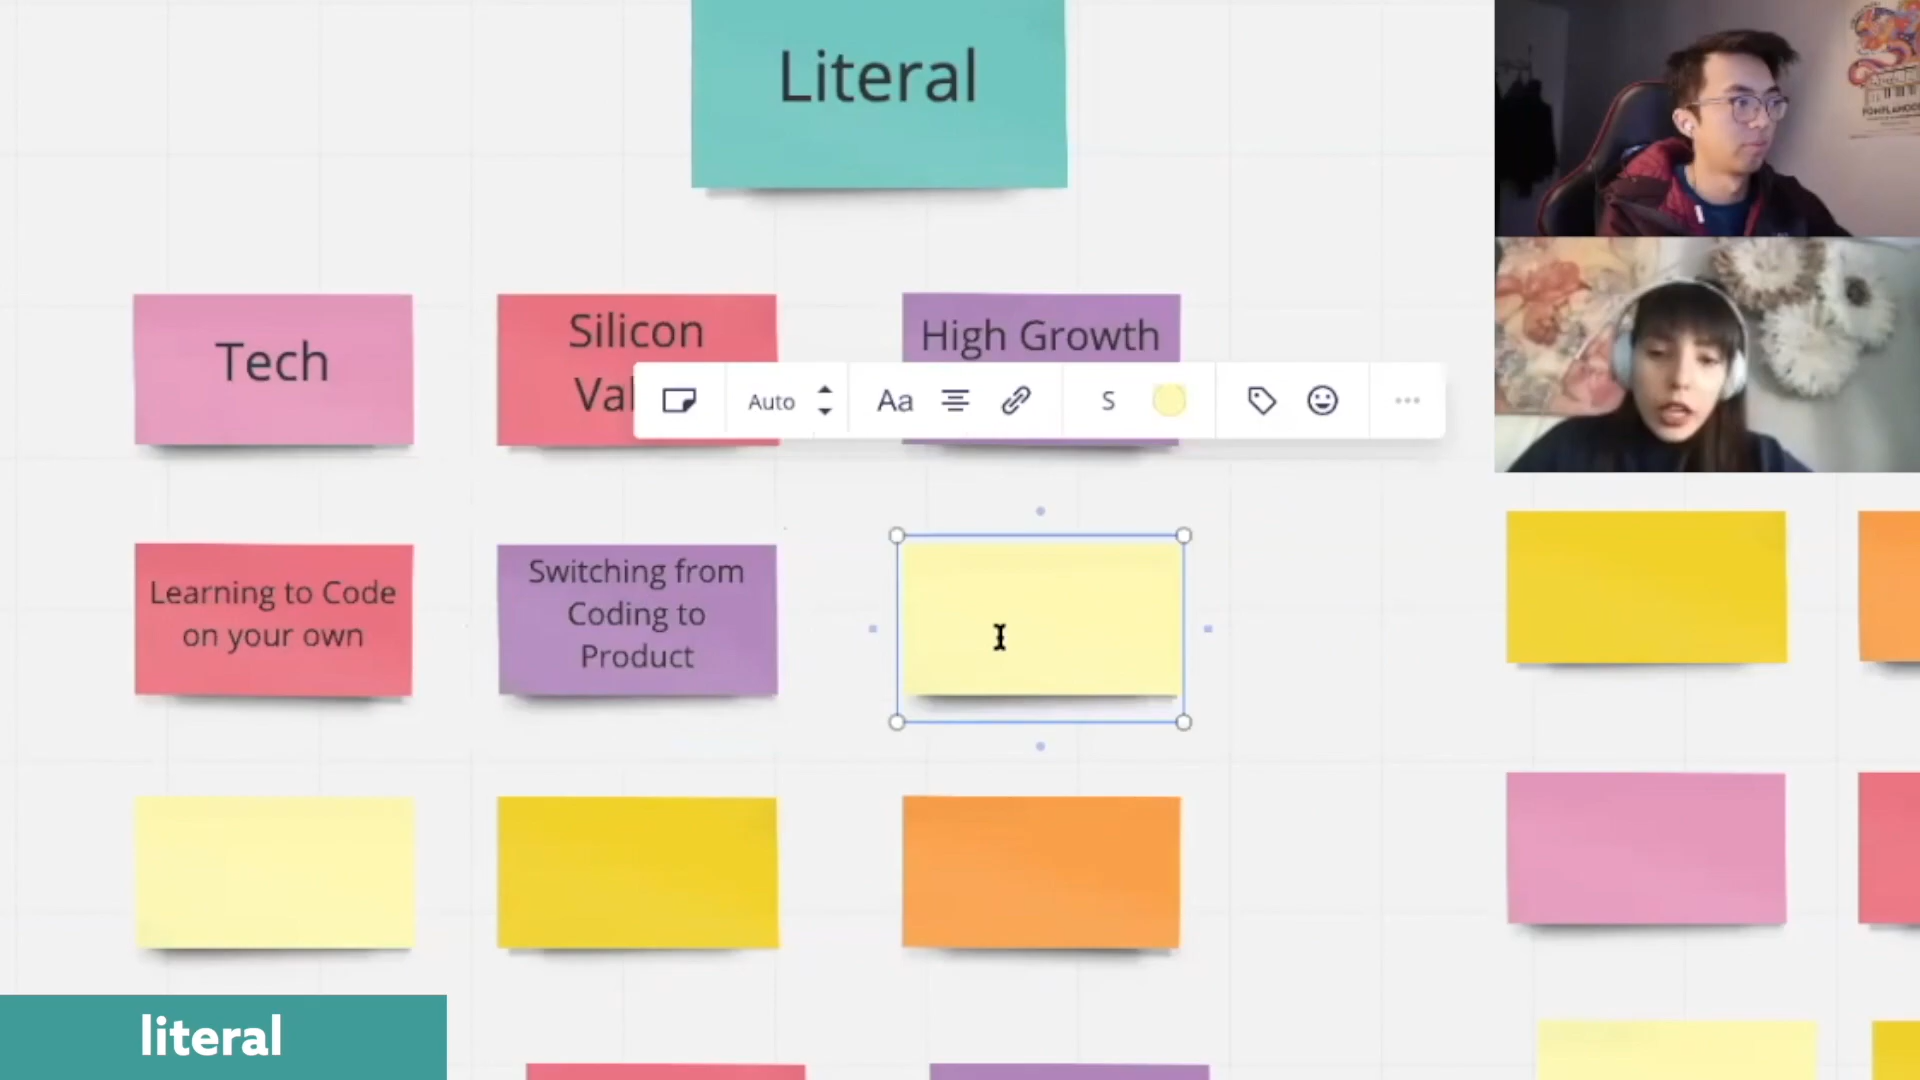 Literal
Tech
Silicon
High Growth
Auto
Aa
S
Learning to Code
on your own
Switching from
Coding to
Product
literal